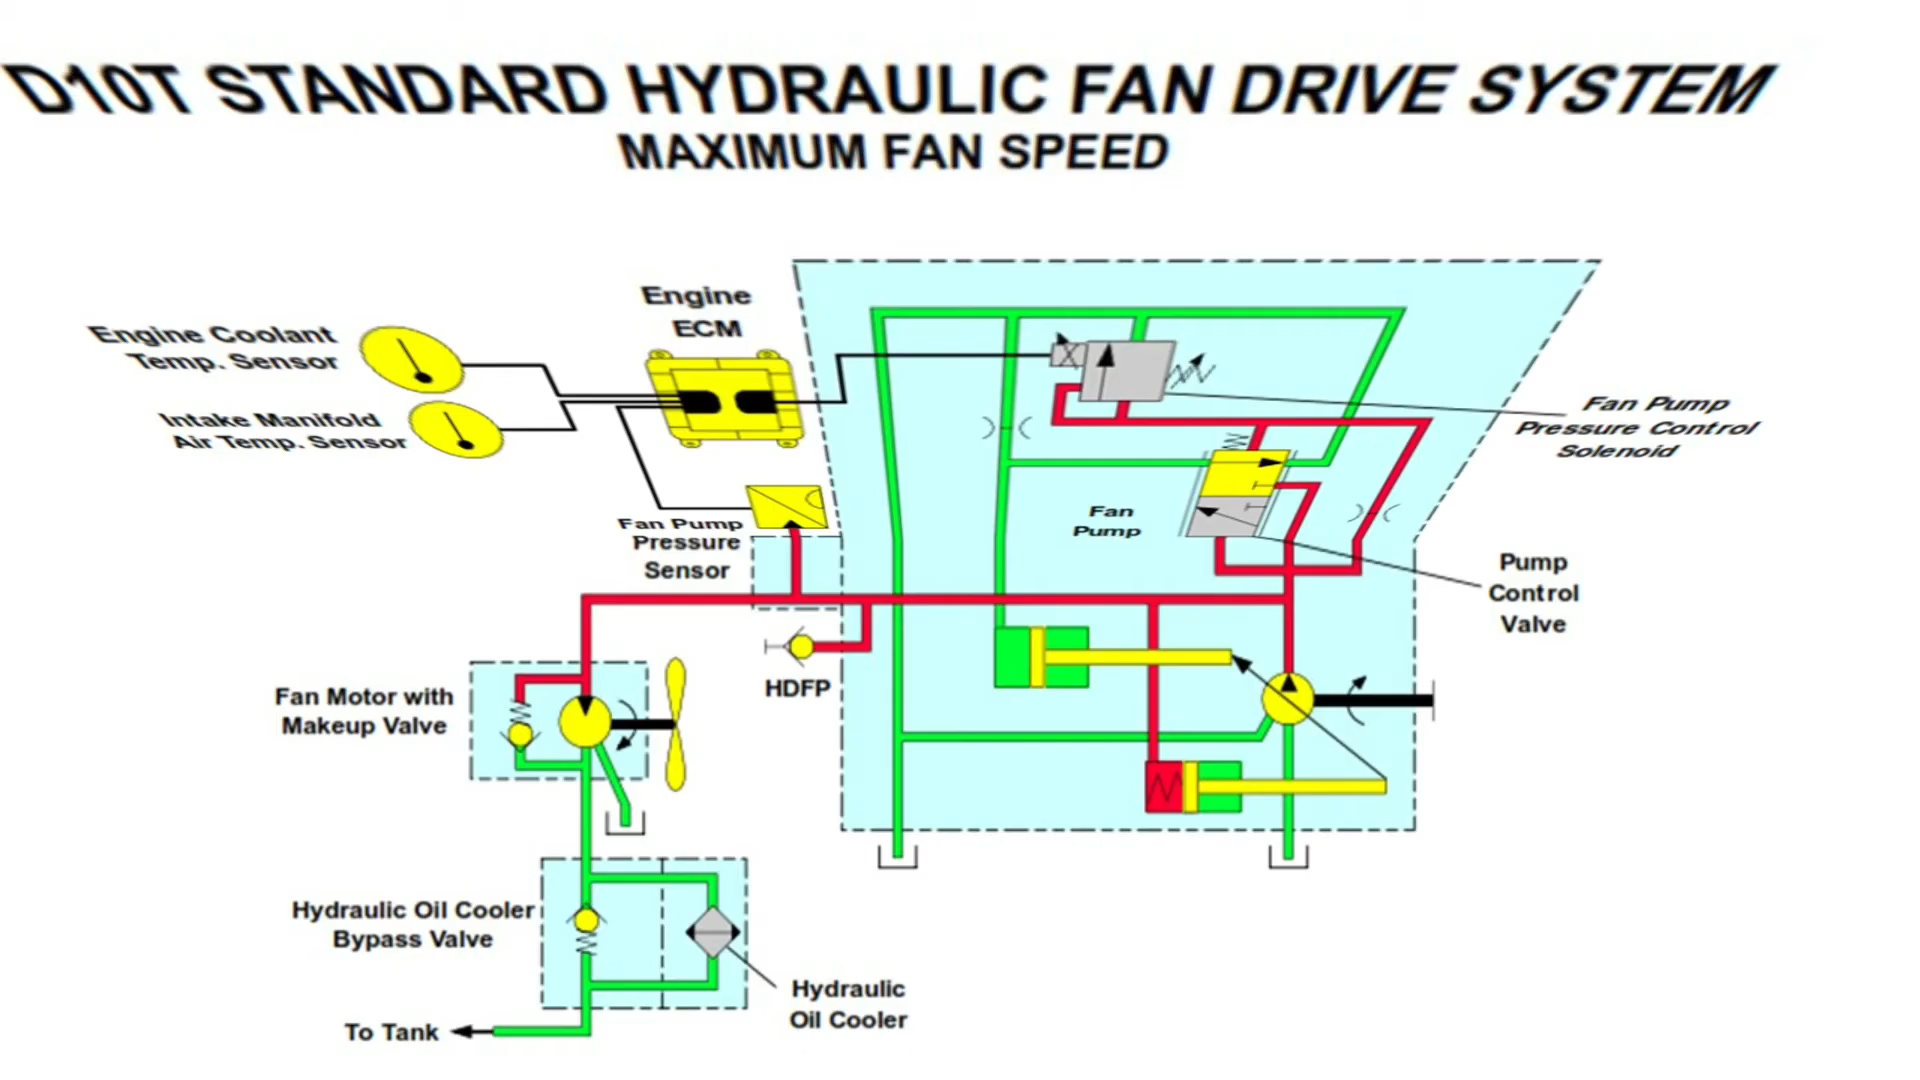 D10T STANDARD HYDRAULIC FAN DRIVE SYSTEM
MAXIMUM FAN SPEED
Engine
ECM
Engine Coolant
Temp. Sensor
Intake Manifold
Air Temp. Sensor
Fan Pump
Pressure Control
Solenoid
Fan
Pump
Fan Pump
Pressure
Sensor
Pump
Control
Valve
HDFP
Fan Motor with
Makeup Valve
Hydraulic Oil Cooler
Bypass Valve
Hydraulic
Oil Cooler
To Tank